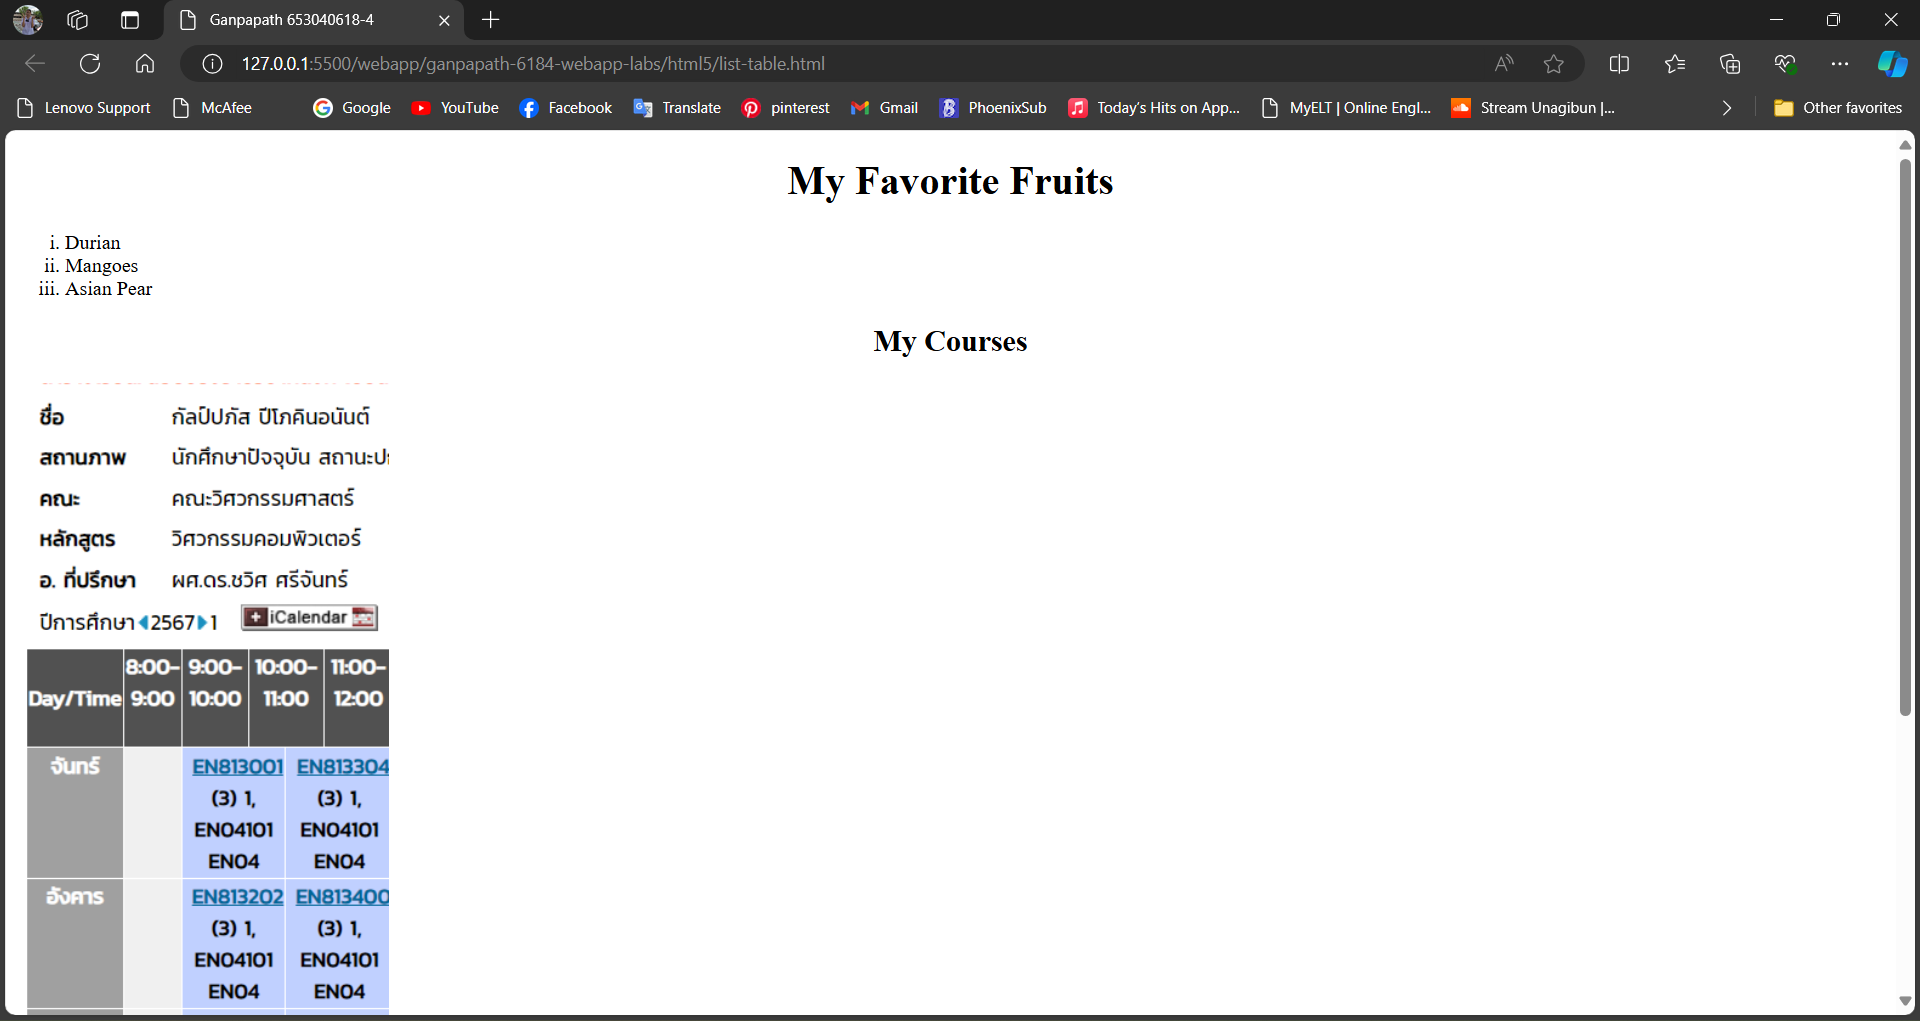 Ganpapath 653040618-4
127.0.0.1:5500/webapp/ganpapath-6184-webapp-labs/html5/list-table.html
Lenovo Support McAfee Google YouTube Facebook Translate pinterest Gmail PhoenixSub Today's Hits on App... MyELT | Online Engl... Stream Unagibun |... Other favorites
My Favorite Fruits
i. Durian
ii. Mangoes
iii. Asian Pear
My Courses
ชื่อ กัลป์ปภัส ปิโภคินอนันต์
สถานภาพ นักศึกษาปัจจุบัน
คณะ คณะวิศวกรรมศาสตร์
หลักสูตร วิศวกรรมคอมพิวเตอร์
อ. ที่ปรึกษา ผศ.ดร.ชวิศ ศรีจันทร์
ปีการศึกษา 2567 1 iCalendar
8:00- 9:00- 10:00- 11:00-
Day/Time 9:00 10:00 11:00 12:00
จันทร์ EN813001 EN813304
(3) 1, (3) 1,
EN04101 EN04101
EN04 EN04
อังคาร EN813202 EN813400
(3) 1, (3) 1,
EN04101 EN04101
EN04 EN04